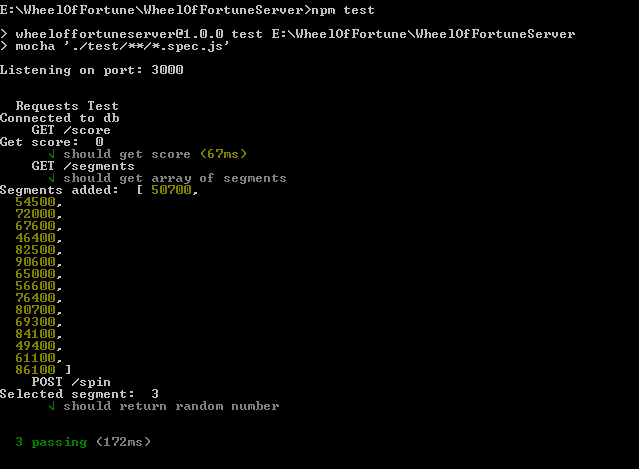 E:\WheelOfFortune\WheelOfFortuneServer>npm test
> wheeloffortuneserver@1.0.0 test E:\WheelOfFortune\WheelOfFortuneServer
> mocha './test/**/*.spec.js'
Listening on port: 3000
Requests Test
Connected to db
GET /score
Get score:  0
√ should get score (67ms)
GET /segments
√ should get array of segments
Segments added:  [ 50700,
54500,
72000,
67600,
46400,
82500,
90600,
65000,
56600,
76400,
80700,
69300,
84100,
49400,
61100,
86100 ]
POST /spin
Selected segment:  3
√ should return random number
3 passing (172ms)